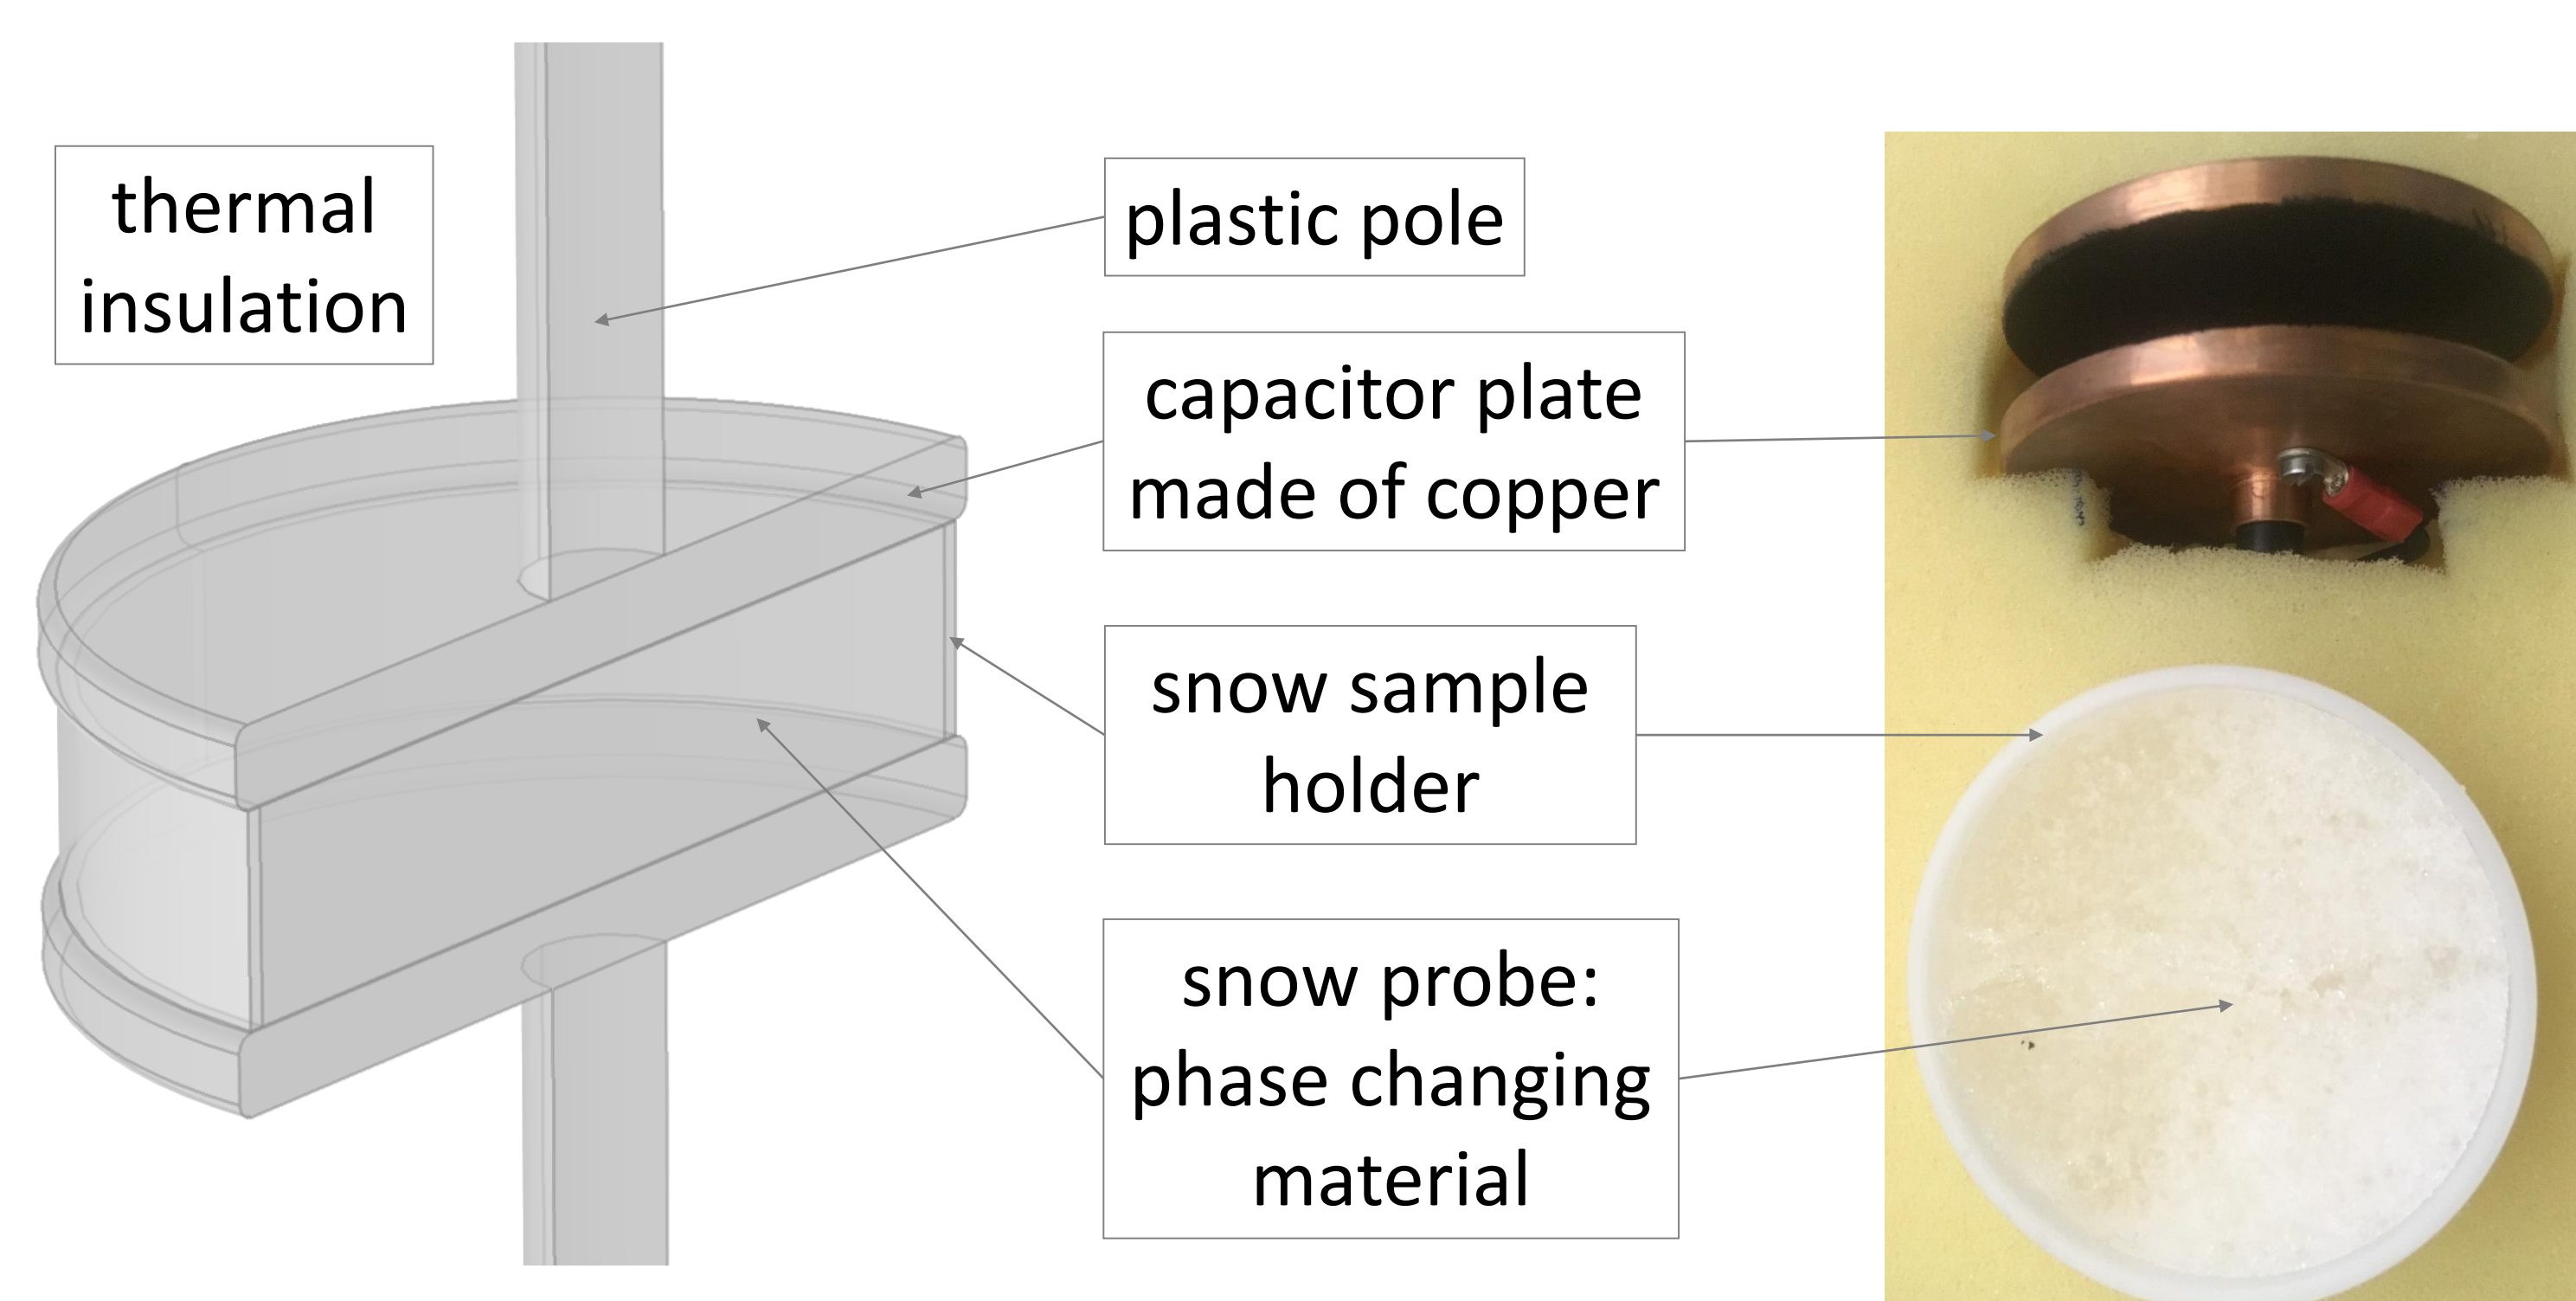 thermal
insulation
plastic pole
capacitor plate
made of copper
snow sample
holder
snow probe:
phase changing
material